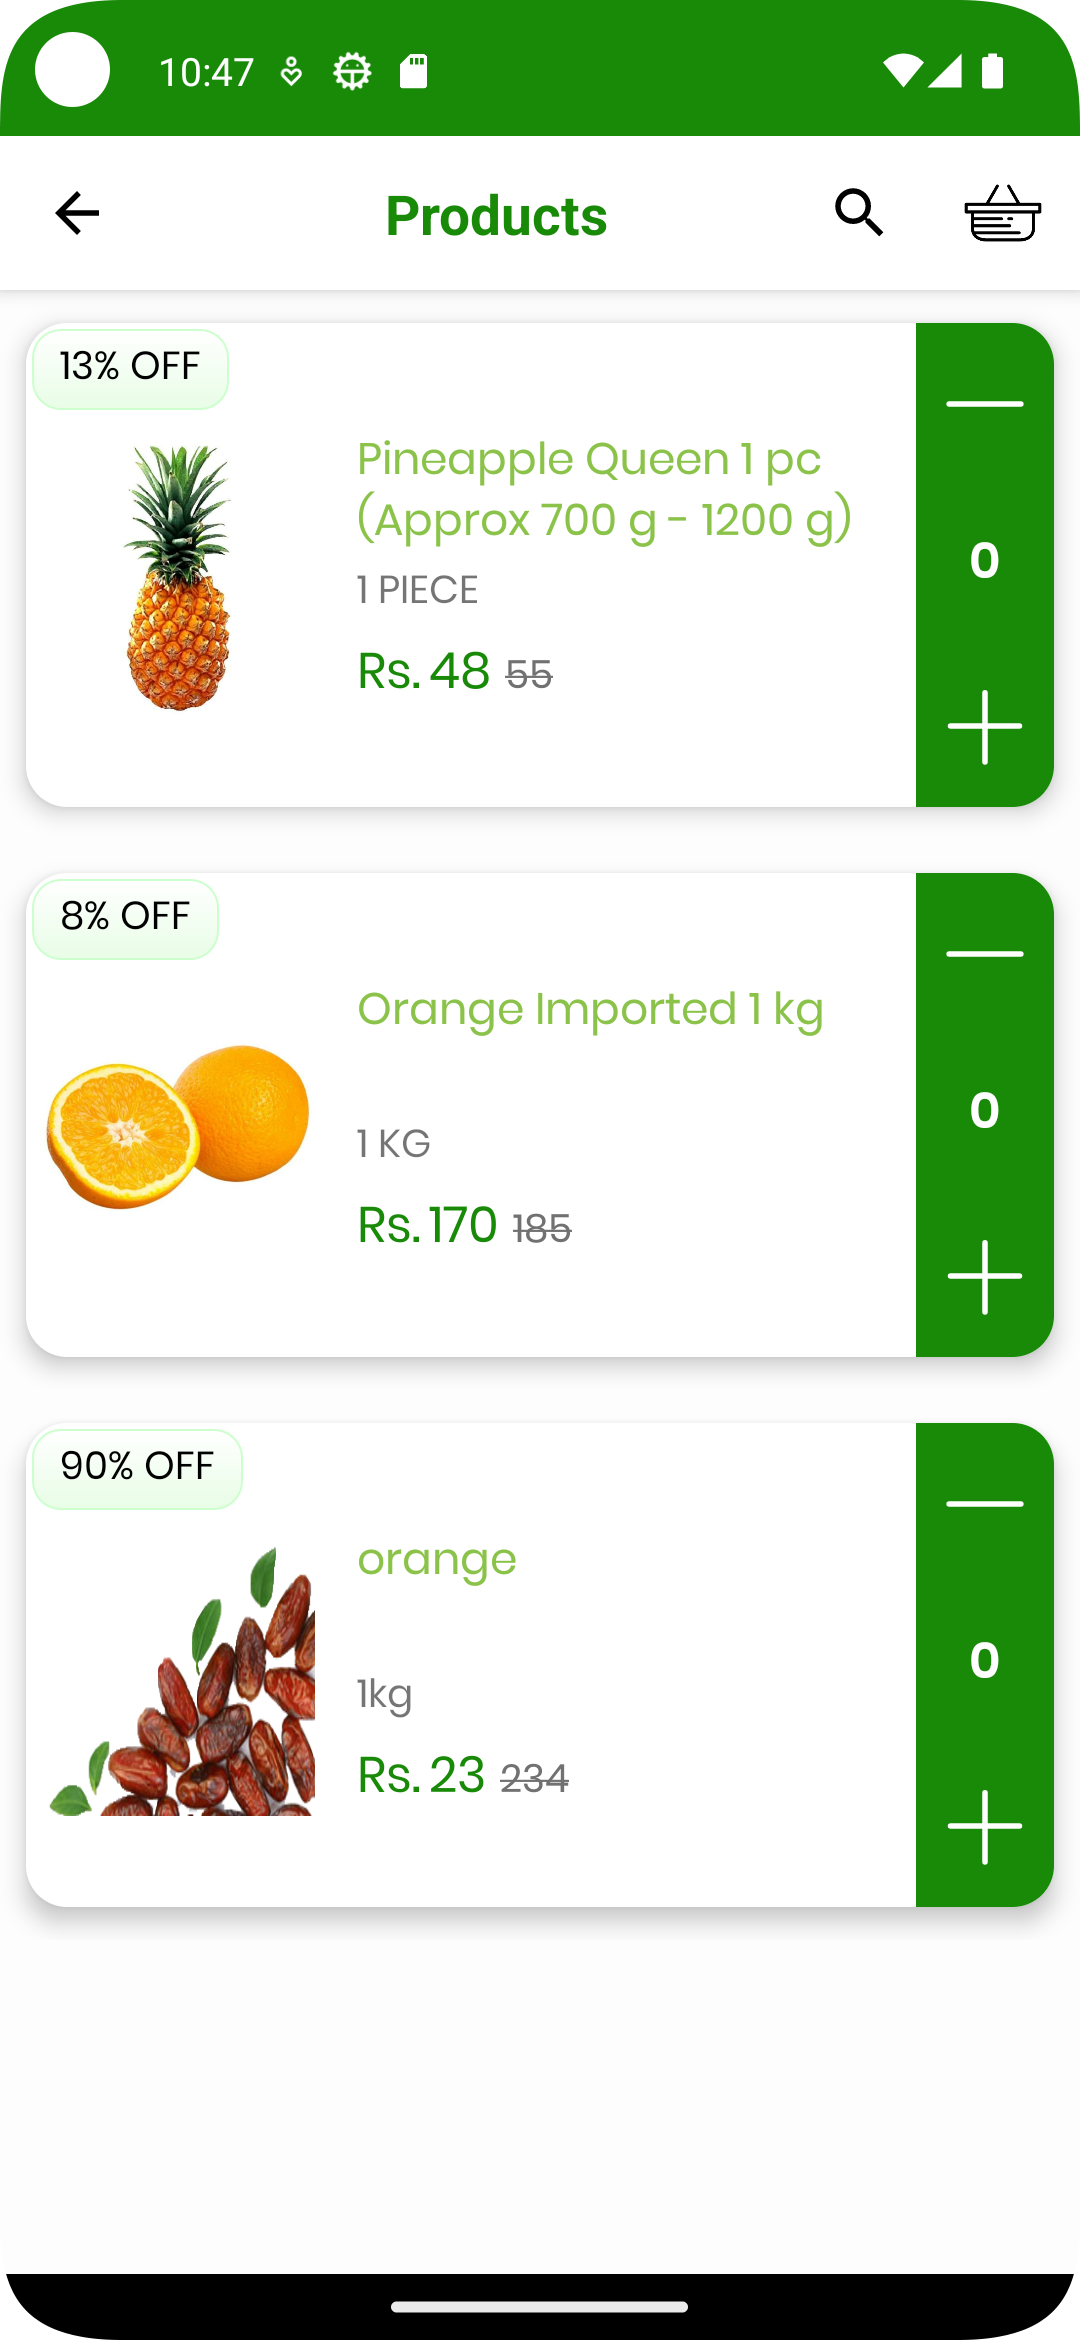 10:47
Products
13% OFF
Pineapple Queen 1 pc
(Approx 700 g - 1200 g)
1 PIECE
Rs. 48 55
0
8% OFF
Orange Imported 1 kg
1 KG
Rs. 170 185
0
90% OFF
orange
1kg
Rs. 23 234
0